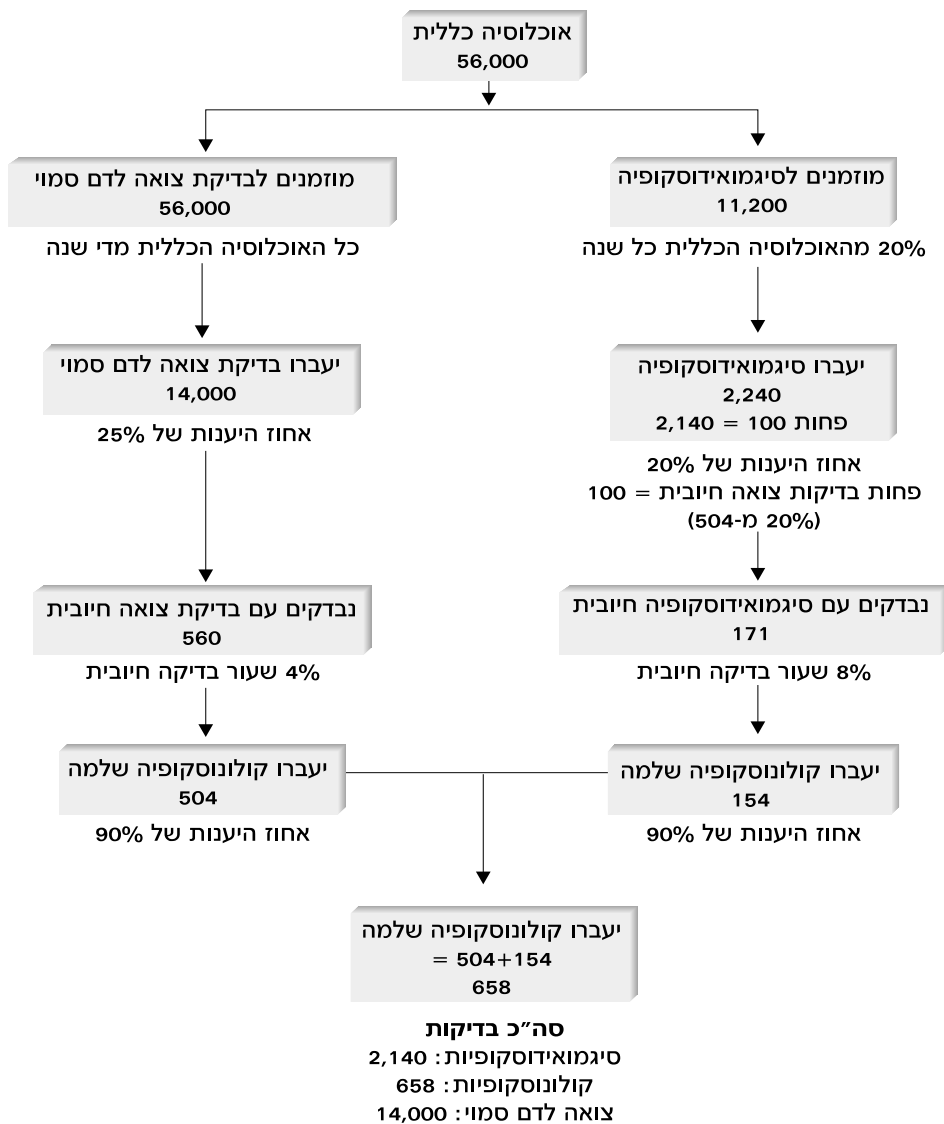 אוכלוסיה כללית
56,000
מוזמנים לסיגמואידוסקופיה
11,200
20% מהאוכלוסיה הכללית כל שנה
יעברו סיגמואידוסקופיה
2,240
פחות 100 = 2,140
אחוז היענות של 20%
פחות בדיקות צואה חיובית = 100
(20% מ-504)
נבדקים עם סיגמואידוסקופיה חיובית
171
8% שעור בדיקה חיובית
יעברו קולונוסקופיה שלמה
154
אחוז היענות של 90%
מוזמנים לבדיקת צואה לדם סמוי
56,000
כל האוכלוסיה הכללית מדי שנה
יעברו בדיקת צואה לדם סמוי
14,000
אחוז היענות של 25%
נבדקים עם בדיקת צואה חיובית
560
4% שעור בדיקה חיובית
יעברו קולונוסקופיה שלמה
504
אחוז היענות של 90%
יעברו קולונוסקופיה שלמה
504+154 =
658
סה"כ בדיקות
סיגמואידוסקופיות: 2,140
קולונוסקופיות: 658
צואה לדם סמוי: 14,000